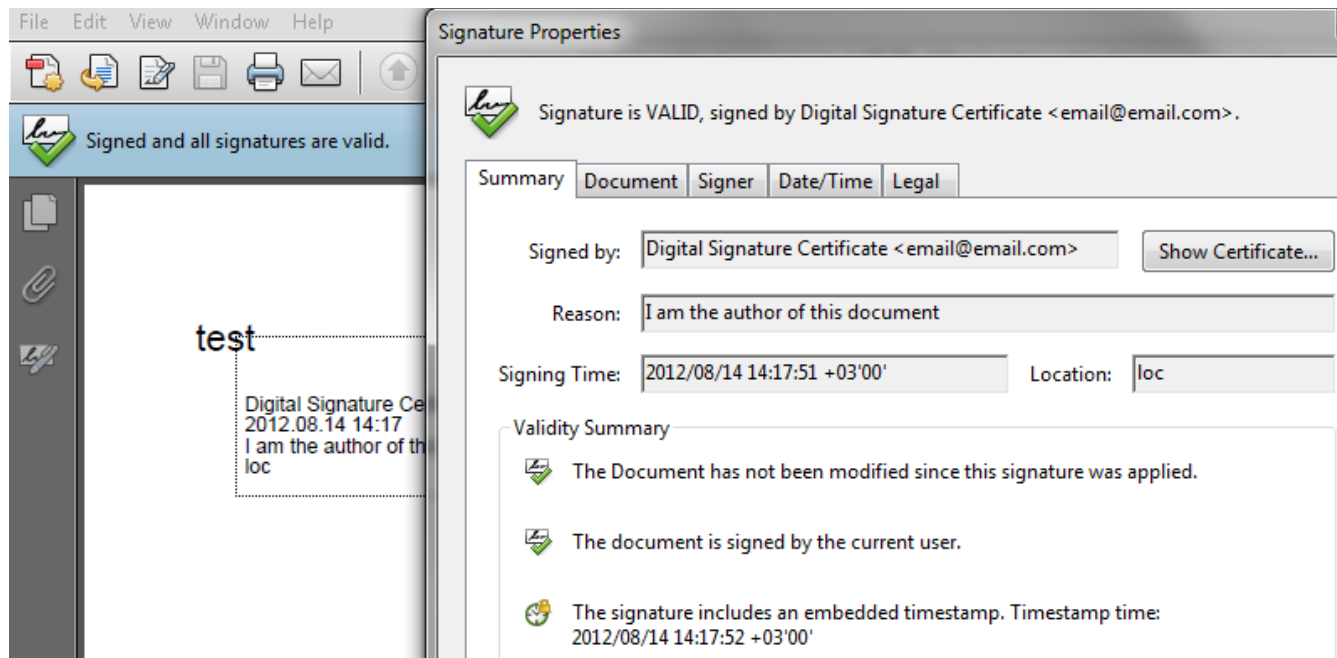 File Edit View Window Help
Signature Properties
Signature is VALID, signed by Digital Signature Certificate <email@email.com>.
Signed and all signatures are valid.
Summary Document Signer Date/Time Legal
Signed by: Digital Signature Certificate <email@email.com> Show Certificate...
Reason: I am the author of this document
Signing Time: 2012/08/14 14:17:51 +03'00' Location: loc
Validity Summary
The Document has not been modified since this signature was applied.
The document is signed by the current user.
The signature includes an embedded timestamp. Timestamp time:
2012/08/14 14:17:52 +03'00'
test
Digital Signature Ce
2012.08.14 14:17
I am the author of th
loc